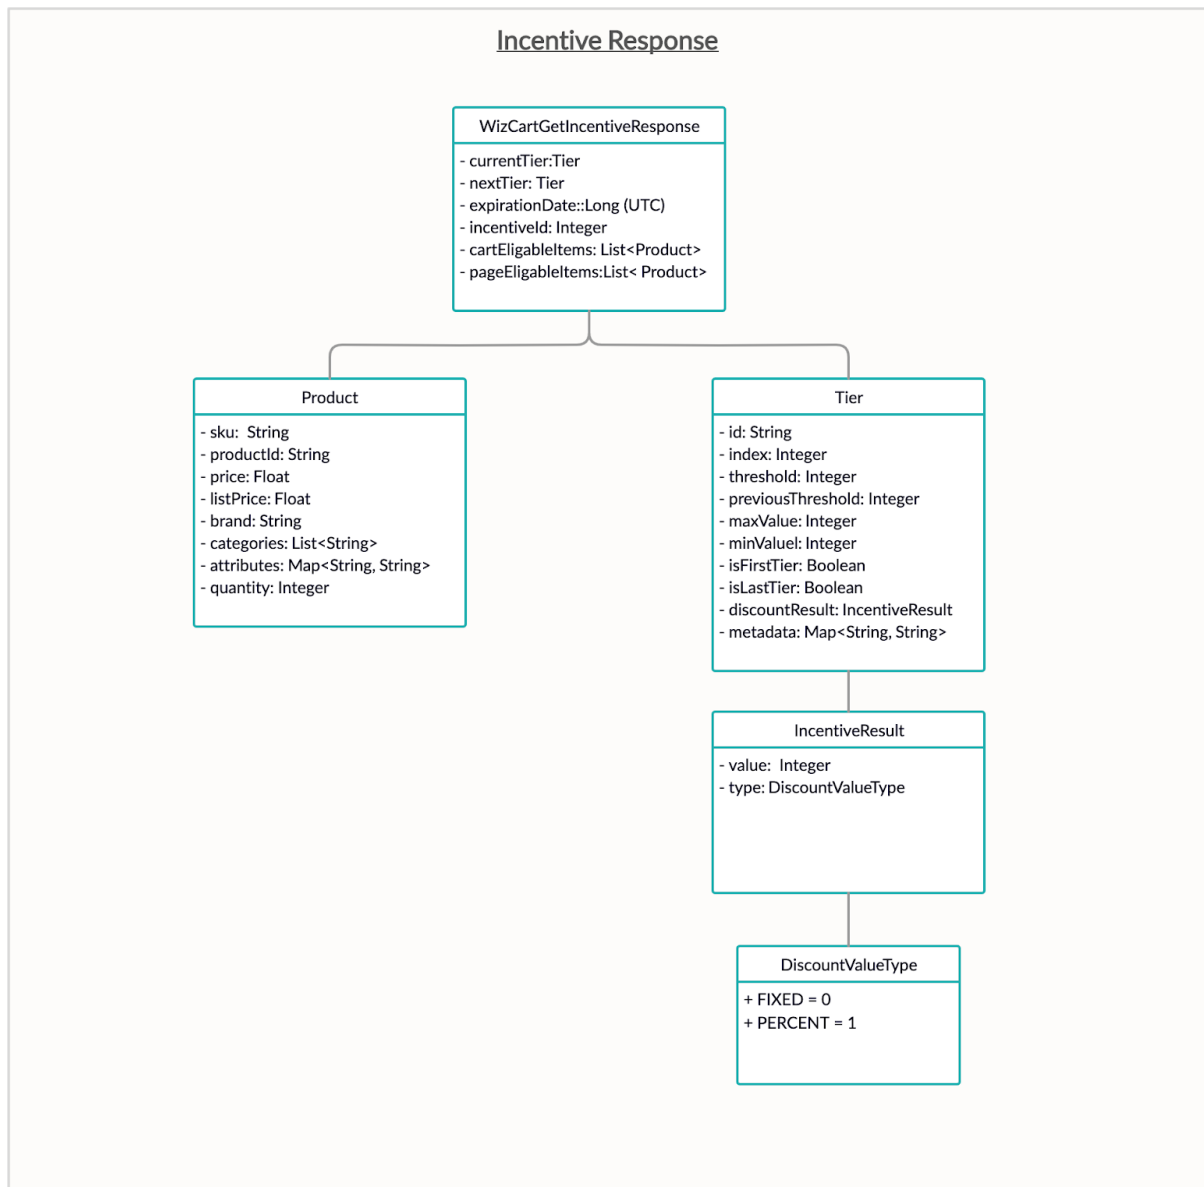 Incentive Response
WizCartGetIncentiveResponse
- currentTier:Tier
- nextTier: Tier
- expirationDate::Long (UTC)
- incentiveId: Integer
- cartEligableItems: List<Product>
- pageEligableItems:List< Product>
Product
- sku:  String
- productId: String
- price: Float
- listPrice: Float
- brand: String
- categories: List<String>
- attributes: Map<String, String>
- quantity: Integer
Tier
- id: String
- index: Integer
- threshold: Integer
- previousThreshold: Integer
- maxValue: Integer
- minValuel: Integer
- isFirstTier: Boolean
- isLastTier: Boolean
- discountResult: IncentiveResult
- metadata: Map<String, String>
IncentiveResult
- value:  Integer
- type: DiscountValueType
DiscountValueType
+ FIXED = 0
+ PERCENT = 1